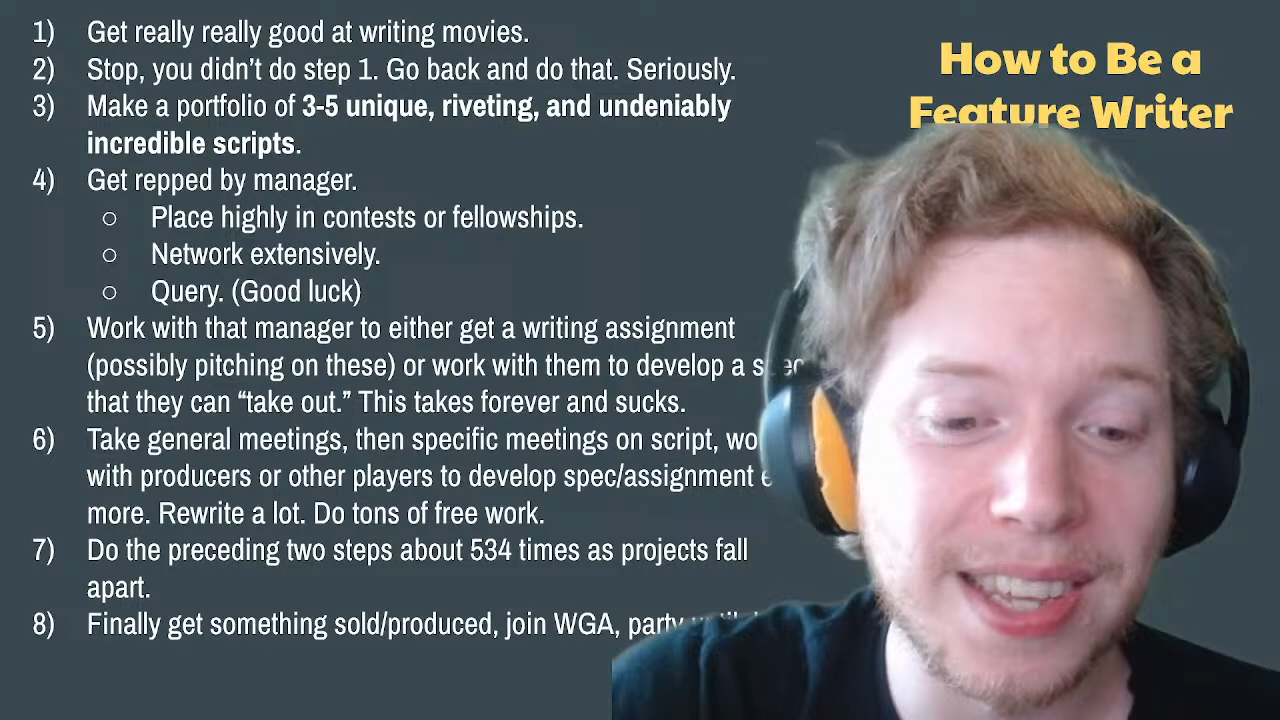 How to Be a
Feature Writer
1) Get really really good at writing movies.
2) Stop, you didn’t do step 1. Go back and do that. Seriously.
3) Make a portfolio of 3-5 unique, riveting, and undeniably
incredible scripts.
4) Get repped by manager.
○ Place highly in contests or fellowships.
○ Network extensively.
○ Query. (Good luck)
5) Work with that manager to either get a writing assignment
(possibly pitching on these) or work with them to develop a spec
that they can “take out.” This takes forever and sucks.
6) Take general meetings, then specific meetings on script,
with producers or other players to develop spec/assignment
more. Rewrite a lot. Do tons of free work.
7) Do the preceding two steps about 534 times as projects fall
apart.
8) Finally get something sold/produced, join WGA, party